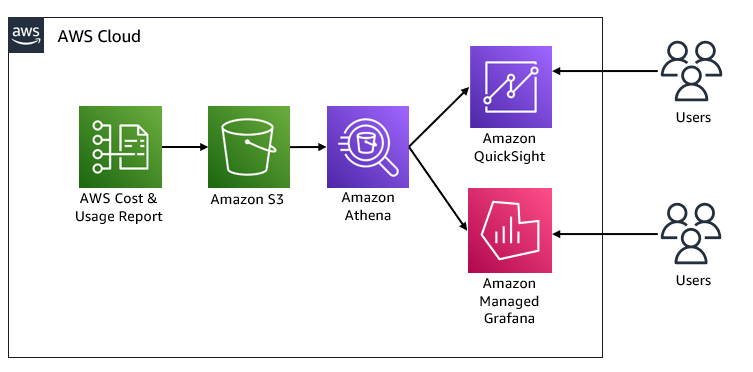 aws
AWS Cloud
AWS Cost &
Usage Report
Amazon S3
Amazon
Athena
Amazon
QuickSight
Users
Amazon
Managed
Grafana
Users